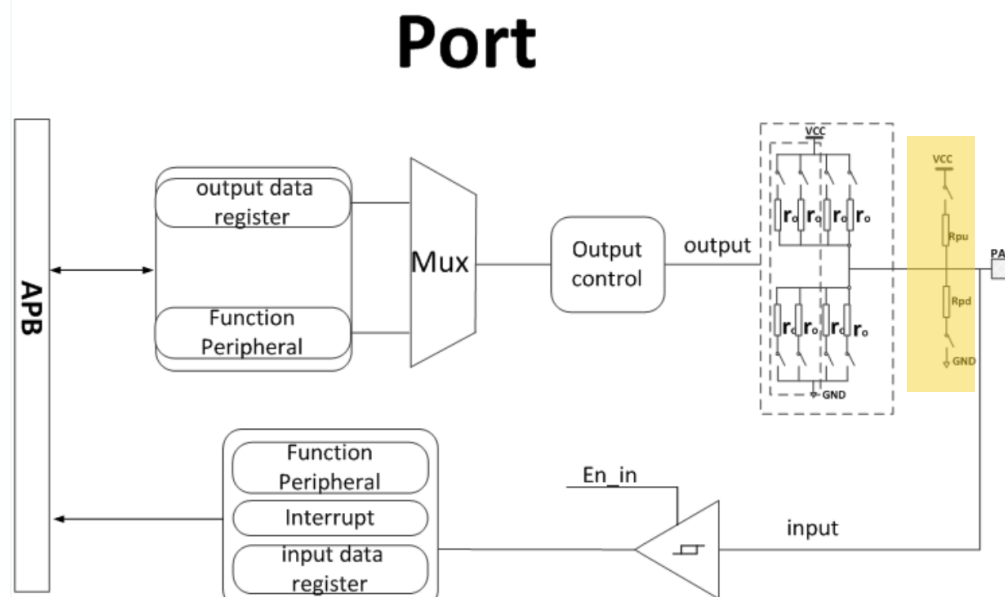 Port
APB
output data
register
Function
Peripheral
Mux
Output
control
output
VCC
rₒ rₒ rₒ rₒ
rₒ rₒ rₒ rₒ
GND
VCC
Rpu
Rpd
GND
PA
Function
Peripheral
Interrupt
input data
register
En_in
input